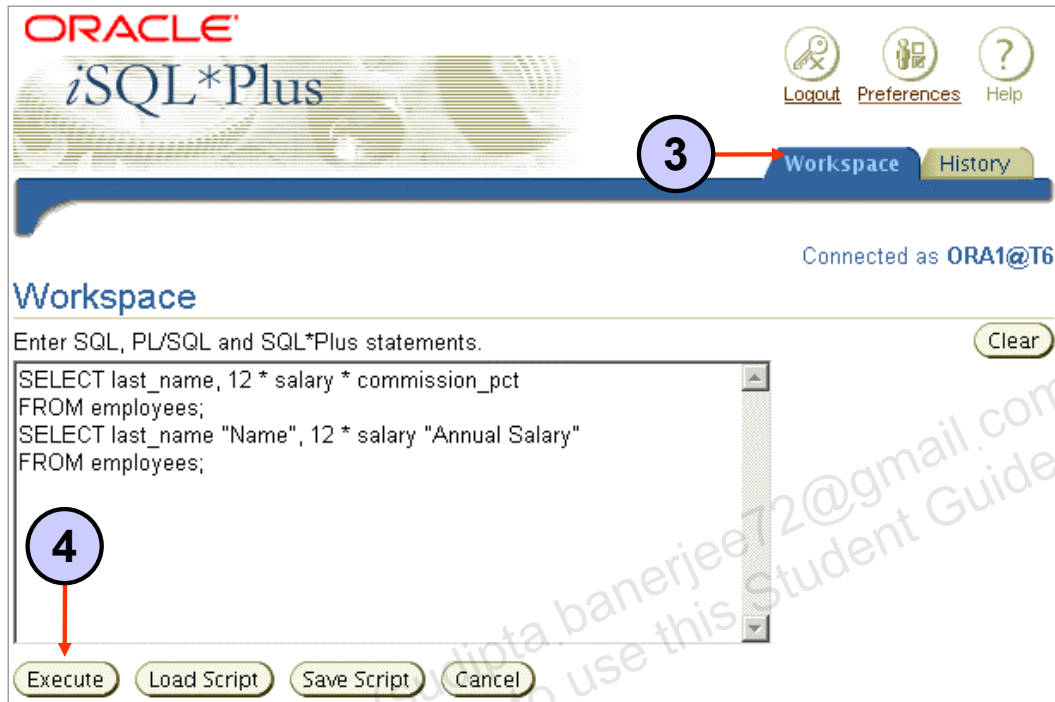 ORACLE
iSQL*Plus
Logout Preferences Help
3
Workspace History
Connected as ORA1@T6
Workspace
Enter SQL, PL/SQL and SQL*Plus statements.
Clear
SELECT last_name, 12 * salary * commission_pct
FROM employees;
SELECT last_name "Name", 12 * salary "Annual Salary"
FROM employees;
4
Execute Load Script Save Script Cancel
(sudipta.banerjee72@gmail.com
to use this Student Guide